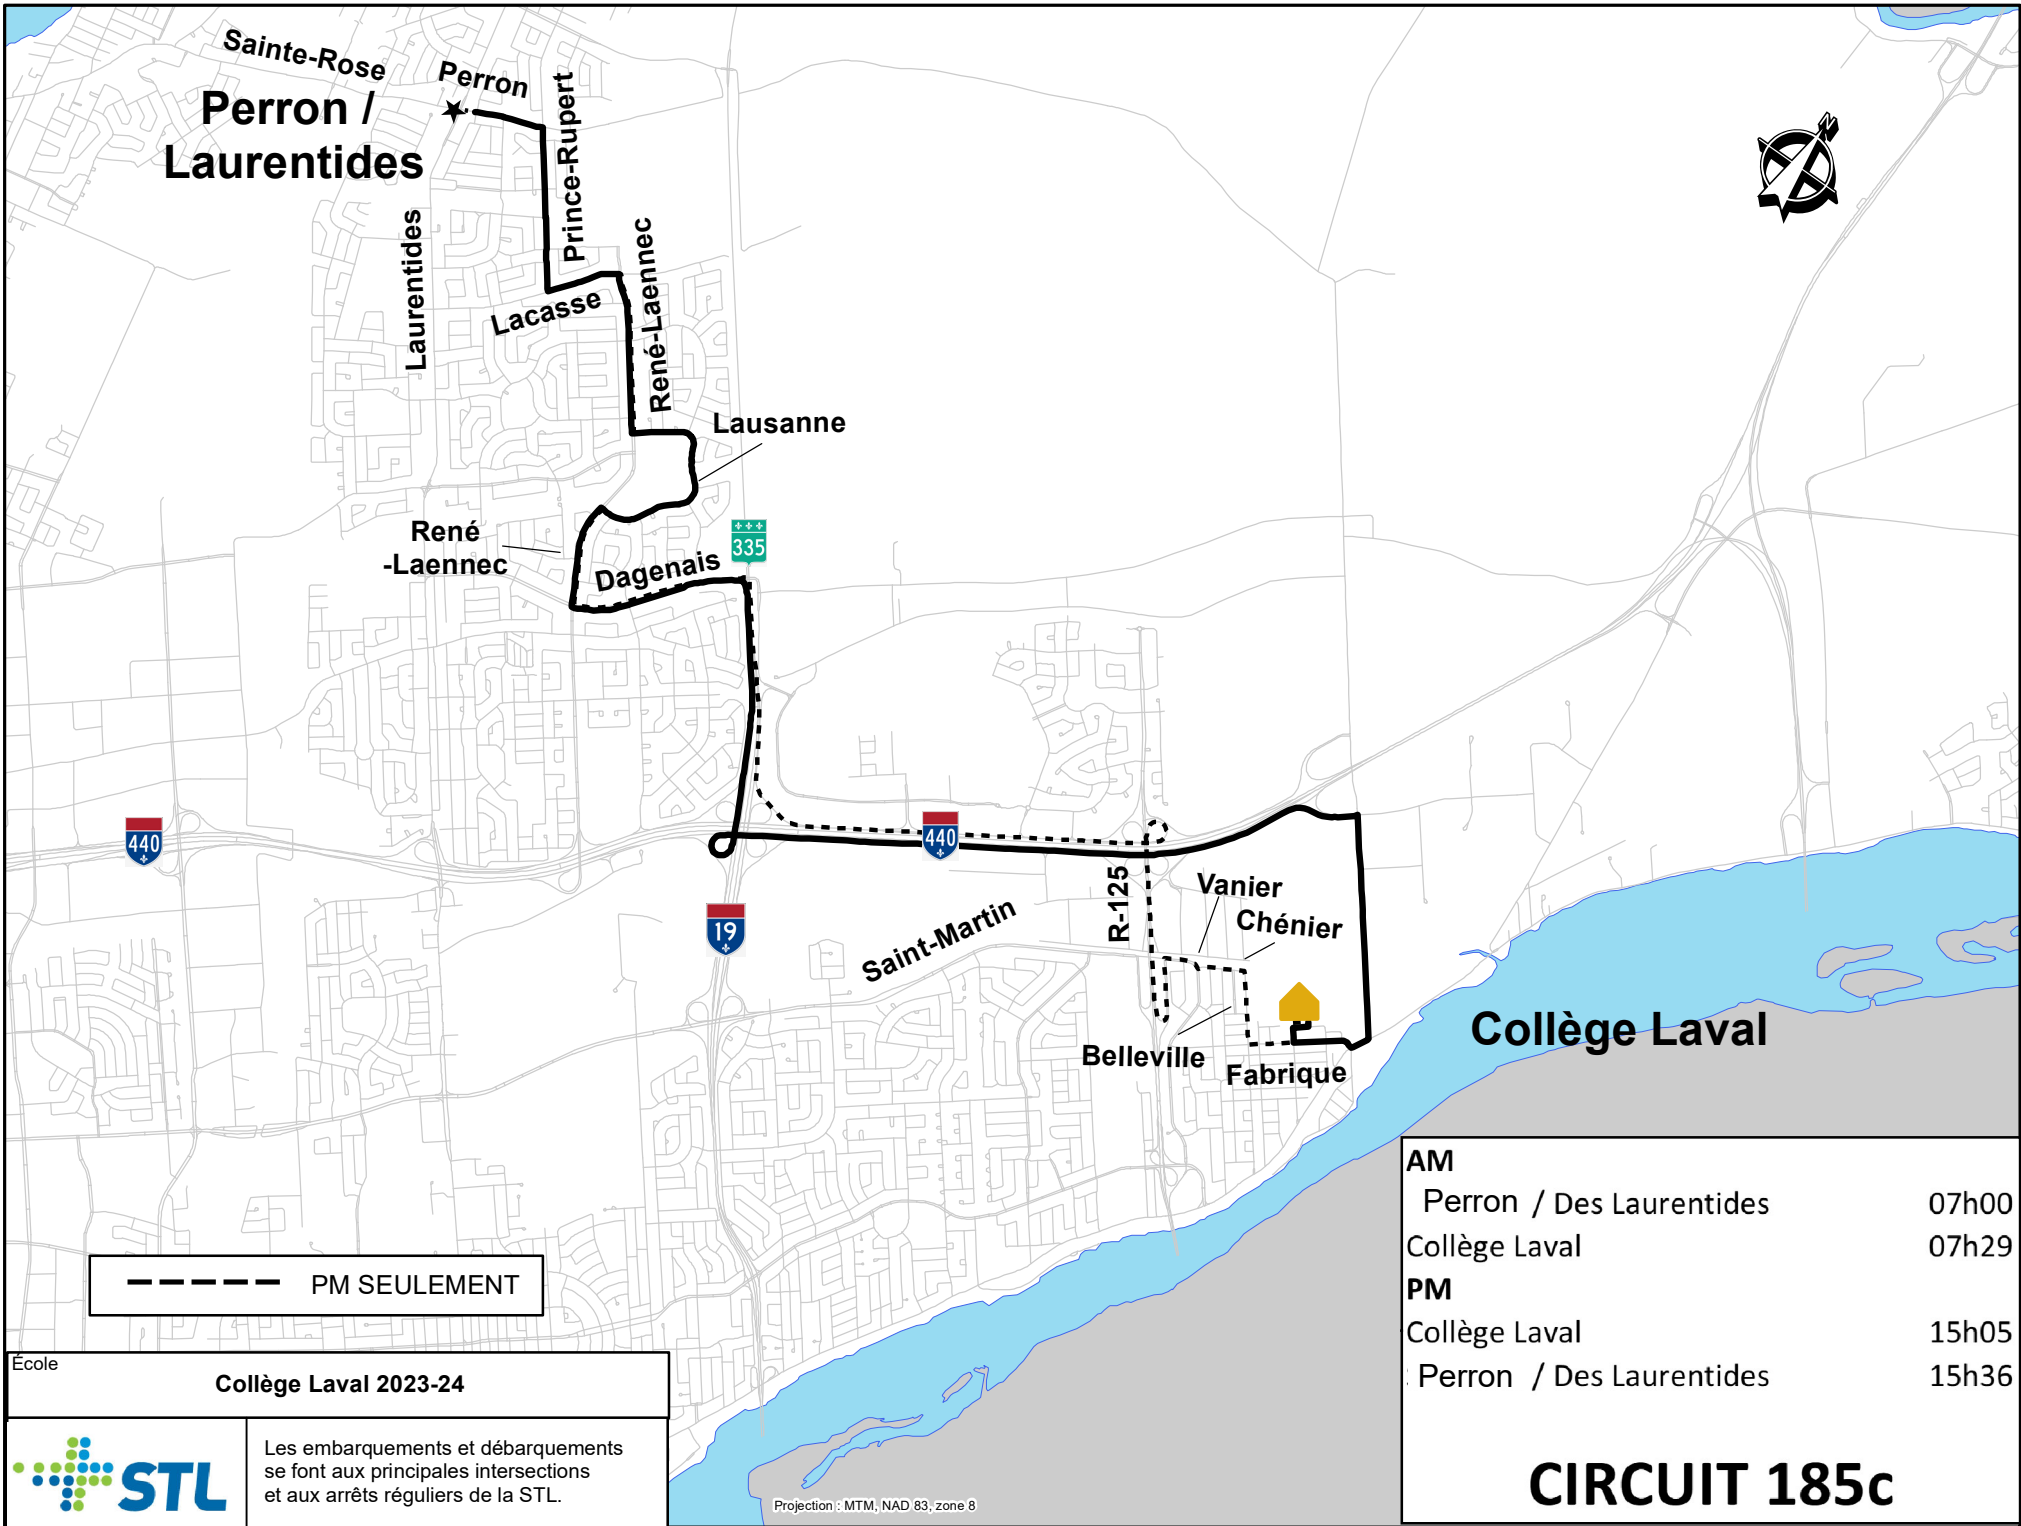 Sainte-Rose
Perron
Perron /
Laurentides
Prince-Rupert
N
Laurentides
René-Laennec
Lacasse
Lausanne
René
-Laennec
335
Dagenais
440
440
R-125
Vanier
Chénier
19
Saint-Martin
Collège Laval
Belleville
Fabrique
AM
Perron / Des Laurentides 07h00
Collège Laval 07h29
PM
Collège Laval 15h05
: Perron / Des Laurentides 15h36
CIRCUIT 185c
PM SEULEMENT
École
Collège Laval 2023-24
STL
Les embarquements et débarquements
se font aux principales intersections
et aux arrêts réguliers de la STL.
Projection : MTM, NAD 83, zone 8